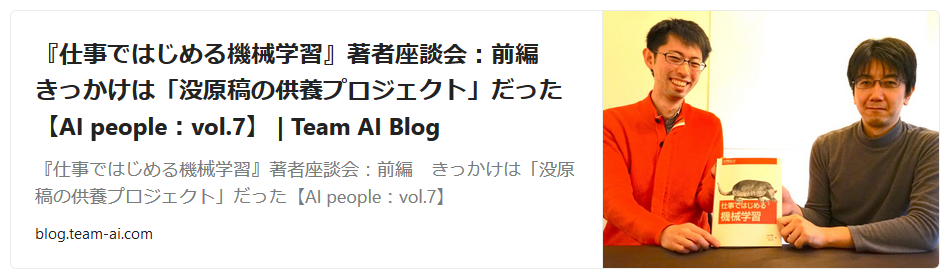 『仕事ではじめる機械学習』著者座談会：前編
きっかけは「没原稿の供養プロジェクト」だった
【AI people：vol.7】 | Team AI Blog
『仕事ではじめる機械学習』著者座談会：前編　きっかけは「没原
稿の供養プロジェクト」だった【AI people：vol.7】
blog.team-ai.com
仕事ではじめる
機械学習